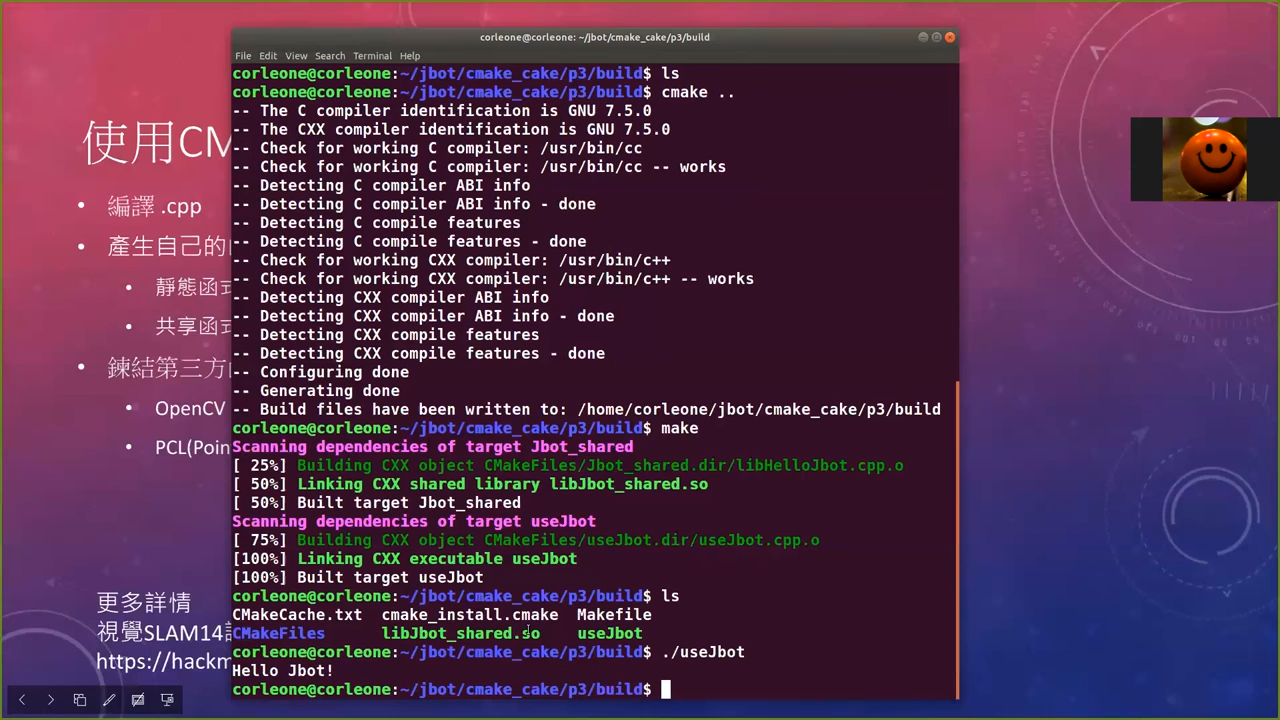 corleone@corleone: ~/jbot/cmake_cake/p3/build
File Edit View Search Terminal Help
corleone@corleone:~/jbot/cmake_cake/p3/build$ ls
corleone@corleone:~/jbot/cmake_cake/p3/build$ cmake ..
-- The C compiler identification is GNU 7.5.0
-- The CXX compiler identification is GNU 7.5.0
-- Check for working C compiler: /usr/bin/cc
-- Check for working C compiler: /usr/bin/cc -- works
-- Detecting C compiler ABI info
-- Detecting C compiler ABI info - done
-- Detecting C compile features
-- Detecting C compile features - done
-- Check for working CXX compiler: /usr/bin/c++
-- Check for working CXX compiler: /usr/bin/c++ -- works
-- Detecting CXX compiler ABI info
-- Detecting CXX compiler ABI info - done
-- Detecting CXX compile features
-- Detecting CXX compile features - done
-- Configuring done
-- Generating done
-- Build files have been written to: /home/corleone/jbot/cmake_cake/p3/build
corleone@corleone:~/jbot/cmake_cake/p3/build$ make
Scanning dependencies of target Jbot_shared
[ 25%] Building CXX object CMakeFiles/Jbot_shared.dir/libHelloJbot.cpp.o
[ 50%] Linking CXX shared library libJbot_shared.so
[ 50%] Built target Jbot_shared
Scanning dependencies of target useJbot
[ 75%] Building CXX object CMakeFiles/useJbot.dir/useJbot.cpp.o
[100%] Linking CXX executable useJbot
[100%] Built target useJbot
corleone@corleone:~/jbot/cmake_cake/p3/build$ ls
CMakeCache.txt cmake_install.cmake Makefile
CMakeFiles libJbot_shared.so useJbot
corleone@corleone:~/jbot/cmake_cake/p3/build$ ./useJbot
Hello Jbot!
corleone@corleone:~/jbot/cmake_cake/p3/build$
使用CM
• 編譯 .cpp
• 產生自己的
• 靜態函
• 共享函
• 鍊結第三方
• OpenCV
• PCL(Poin
更多詳情
視覺SLAM14
https://hackm